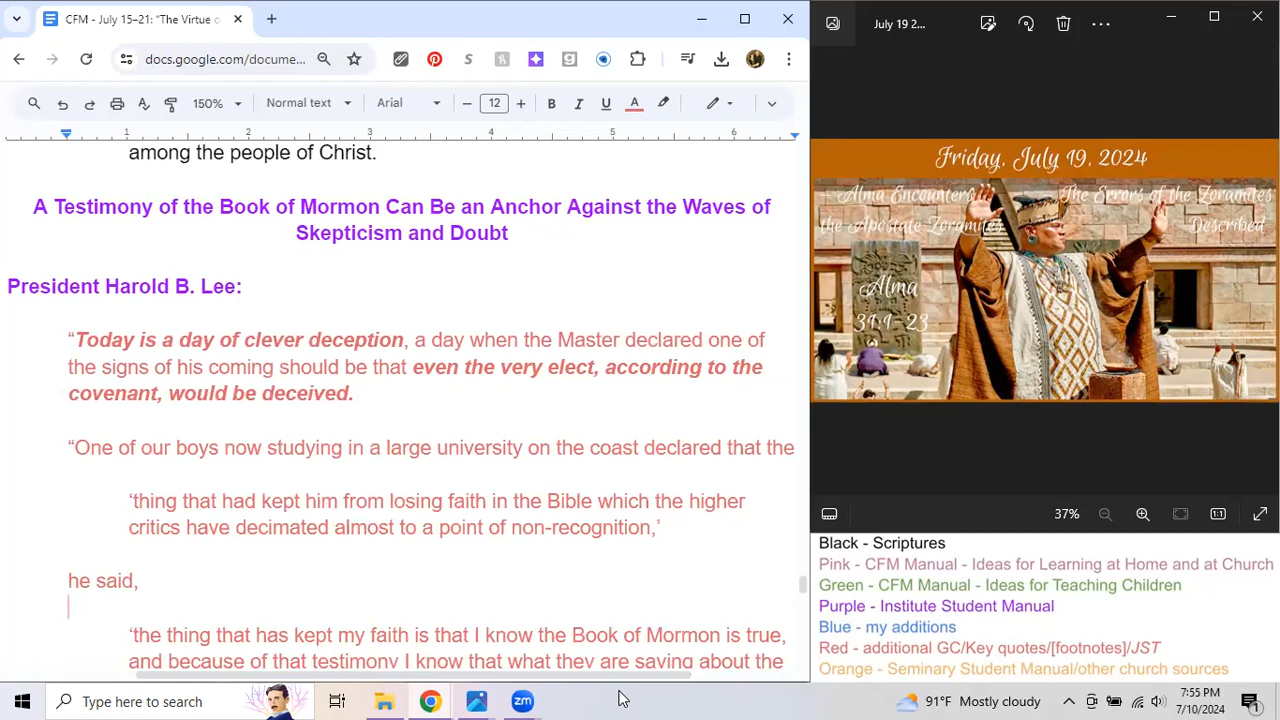 CFM - July 15–21: “The Virtue o
July 19 2...
docs.google.com/docume...
150%
Normal text
Arial
12
1 2 3 4 5 6
among the people of Christ.
A Testimony of the Book of Mormon Can Be an Anchor Against the Waves of
Skepticism and Doubt
President Harold B. Lee:
“Today is a day of clever deception, a day when the Master declared one of
the signs of his coming should be that even the very elect, according to the
covenant, would be deceived.
“One of our boys now studying in a large university on the coast declared that the
‘thing that had kept him from losing faith in the Bible which the higher
critics have decimated almost to a point of non-recognition,’
he said,
‘the thing that has kept my faith is that I know the Book of Mormon is true,
and because of that testimony I know that what they are saying about the
Friday, July 19, 2024
Alma Encounters
the Apostate Zoramites
The Errors of the Zoramites
Described
Alma
31:1-23
37%
1:1
Black - Scriptures
Pink - CFM Manual - Ideas for Learning at Home and at Church
Green - CFM Manual - Ideas for Teaching Children
Purple - Institute Student Manual
Blue - my additions
Red - additional GC/Key quotes/[footnotes]/JST
Orange - Seminary Student Manual/other church sources
Type here to search
zm
91°F Mostly cloudy
7:55 PM
7/10/2024
1